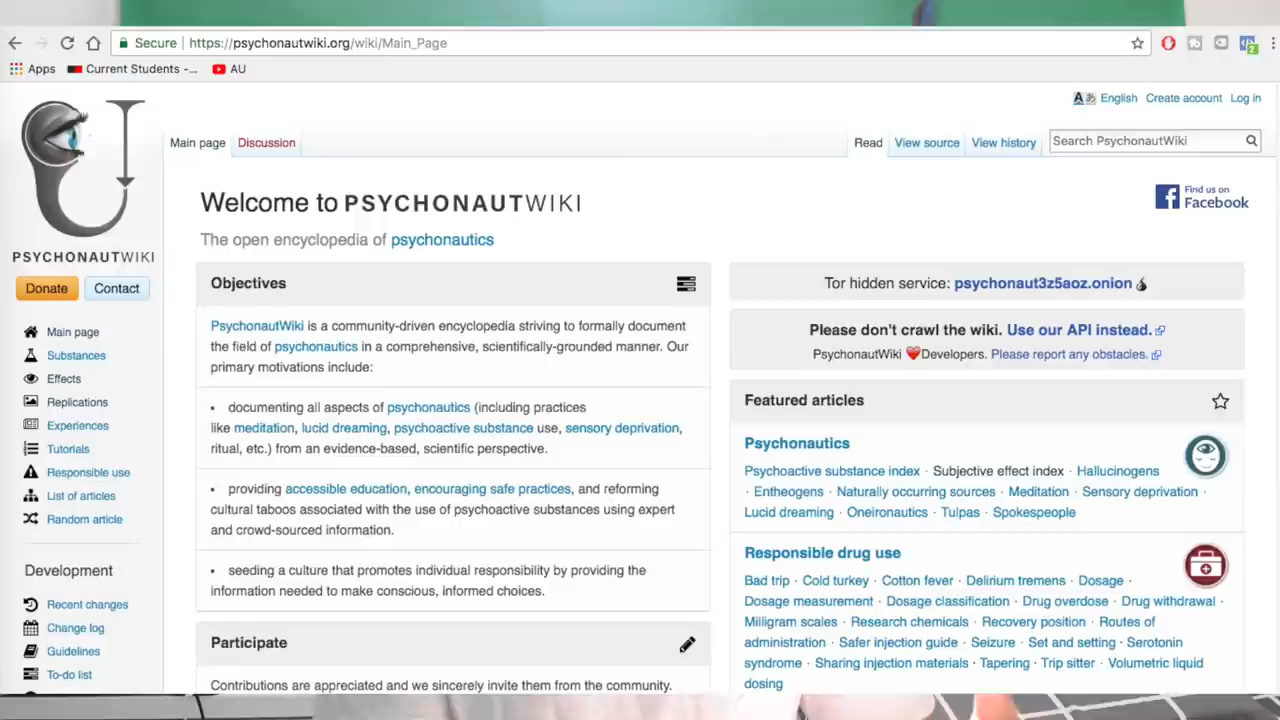 Secure | https://psychonautwiki.org/wiki/Main_Page
Apps Current Students -... AU
English Create account Log in
Main page Discussion Read View source View history Search PsychonautWiki
Welcome to PSYCHONAUTWIKI
Find us on
Facebook
The open encyclopedia of psychonautics
PSYCHONAUTWIKI
Donate Contact
Main page
Substances
Effects
Replications
Experiences
Tutorials
Responsible use
List of articles
Random article
Development
Recent changes
Change log
Guidelines
To-do list
Objectives
PsychonautWiki is a community-driven encyclopedia striving to formally document
the field of psychonautics in a comprehensive, scientifically-grounded manner. Our
primary motivations include:
• documenting all aspects of psychonautics (including practices
like meditation, lucid dreaming, psychoactive substance use, sensory deprivation,
ritual, etc.) from an evidence-based, scientific perspective.
• providing accessible education, encouraging safe practices, and reforming
cultural taboos associated with the use of psychoactive substances using expert
and crowd-sourced information.
• seeding a culture that promotes individual responsibility by providing the
information needed to make conscious, informed choices.
Participate
Contributions are appreciated and we sincerely invite them from the community.
Tor hidden service: psychonaut3z5aoz.onion
Please don't crawl the wiki. Use our API instead.
PsychonautWiki ❤️Developers. Please report any obstacles.
Featured articles
Psychonautics
Psychoactive substance index · Subjective effect index · Hallucinogens
· Entheogens · Naturally occurring sources · Meditation · Sensory deprivation ·
Lucid dreaming · Oneironautics · Tulpas · Spokespeople
Responsible drug use
Bad trip · Cold turkey · Cotton fever · Delirium tremens · Dosage ·
Dosage measurement · Dosage classification · Drug overdose · Drug withdrawal ·
Milligram scales · Research chemicals · Recovery position · Routes of
administration · Safer injection guide · Seizure · Set and setting · Serotonin
syndrome · Sharing injection materials · Tapering · Trip sitter · Volumetric liquid
dosing